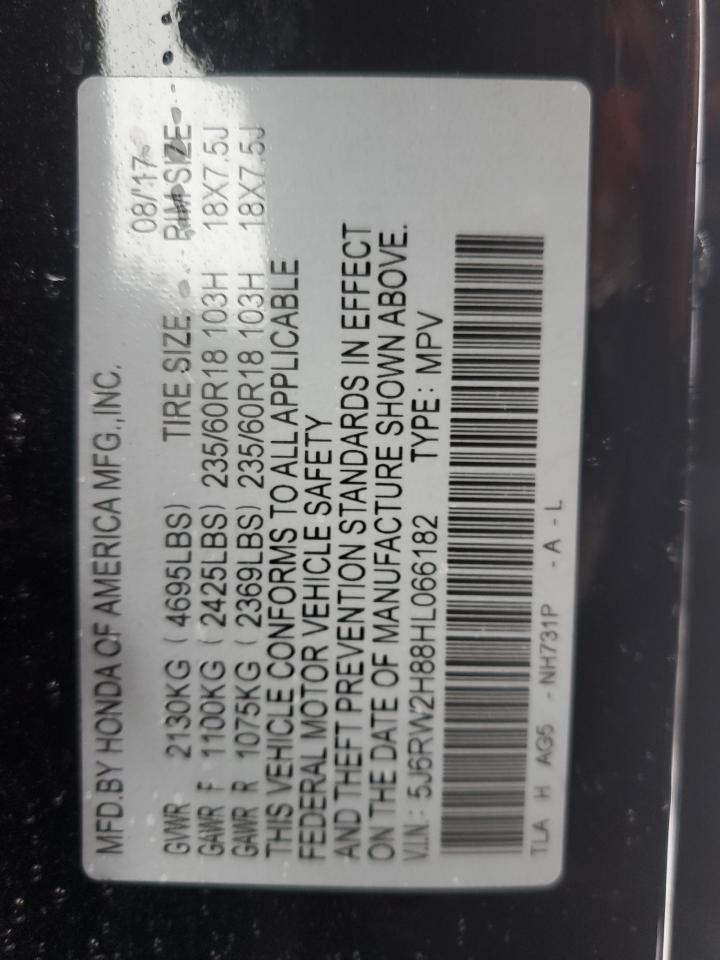 MFD.BY HONDA OF AMERICA MFG.,INC. 08/17
GVWR 2130KG ( 4695LBS) TIRE SIZE RIM SIZE
GAWR F 1100KG ( 2425LBS) 235/60R18 103H 18X7.5J
GAWR R 1075KG ( 2369LBS) 235/60R18 103H 18X7.5J
THIS VEHICLE CONFORMS TO ALL APPLICABLE
FEDERAL MOTOR VEHICLE SAFETY
AND THEFT PREVENTION STANDARDS IN EFFECT
ON THE DATE OF MANUFACTURE SHOWN ABOVE.
V.I.N.: 5J6RW2H88HL066182 TYPE: MPV
TLA H AG5 -NH731P -A-L